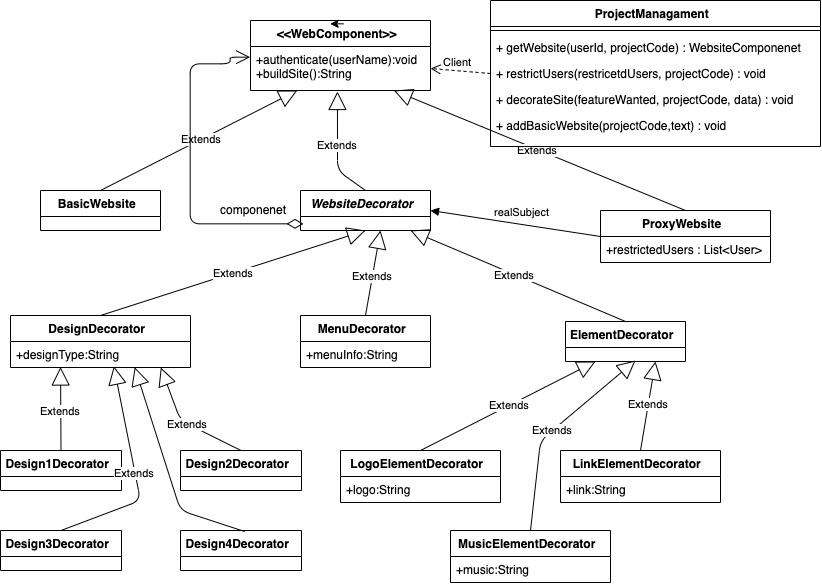 ProjectManagament
+ getWebsite(userId, projectCode) : WebsiteComponenet
+ restrictUsers(restricetdUsers, projectCode) : void
+ decorateSite(featureWanted, projectCode, data) : void
+ addBasicWebsite(projectCode,text) : void
<<WebComponent>>
+authenticate(userName):void
+buildSite():String
Client
Extends
Extends
Extends
BasicWebsite
componenet
WebsiteDecorator
realSubject
ProxyWebsite
+restrictedUsers : List<User>
Extends
Extends
Extends
DesignDecorator
+designType:String
MenuDecorator
+menuInfo:String
ElementDecorator
Extends
Extends
Extends
Extends
Extends
Extends
Design1Decorator
Design2Decorator
LogoElementDecorator
+logo:String
LinkElementDecorator
+link:String
Design3Decorator
Design4Decorator
MusicElementDecorator
+music:String